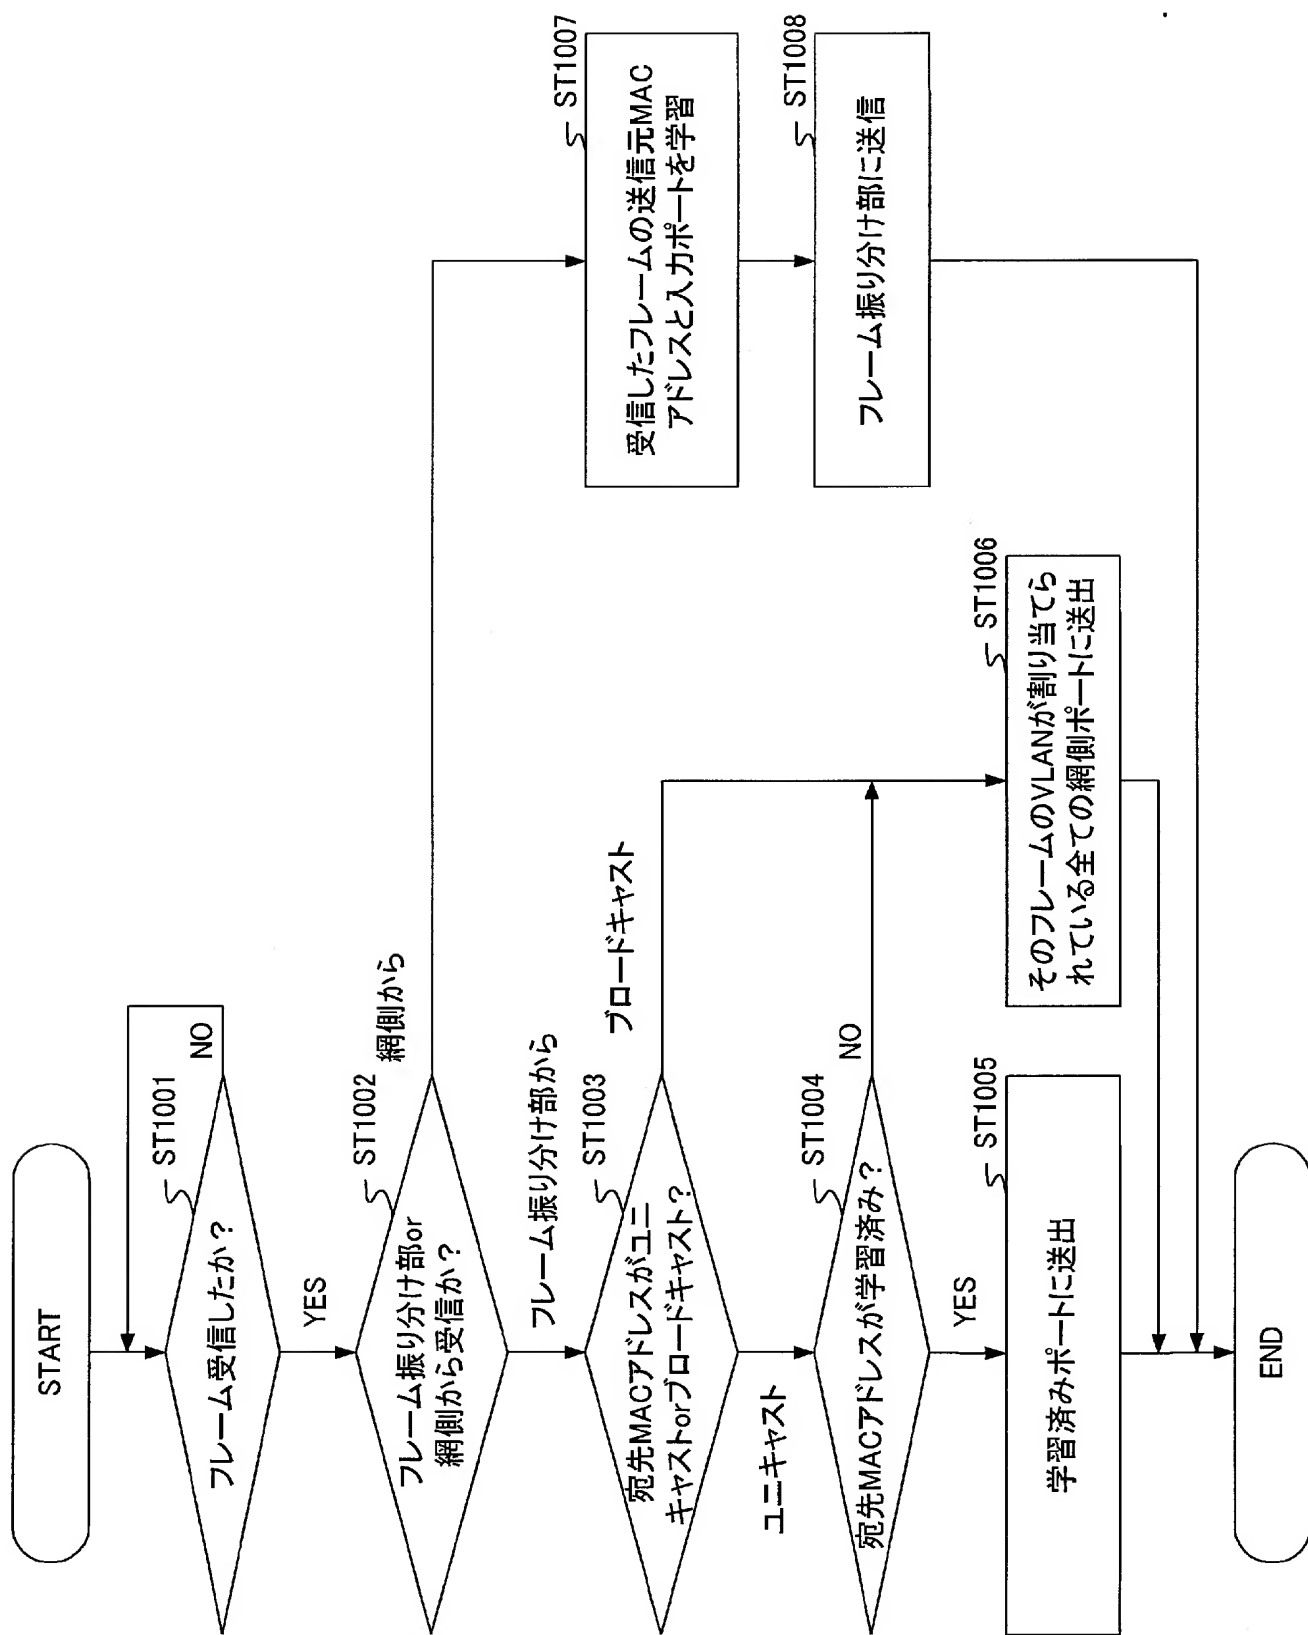 START
ST1001
フレーム受信したか？
NO
YES
ST1002
フレーム振り分け部or
網側から受信か？
網側から
フレーム振り分け部から
ST1003
宛先MACアドレスがユニ
キャストorブロードキャスト？
ブロードキャスト
ユニキャスト
ST1004
宛先MACアドレスが学習済み？
NO
YES
ST1005
学習済みポートに送出
ST1006
そのフレームのVLANが割り当てら
れている全ての網側ポートに送出
ST1007
受信したフレームの送信元MAC
アドレスと入力ポートを学習
ST1008
フレーム振り分け部に送信
END